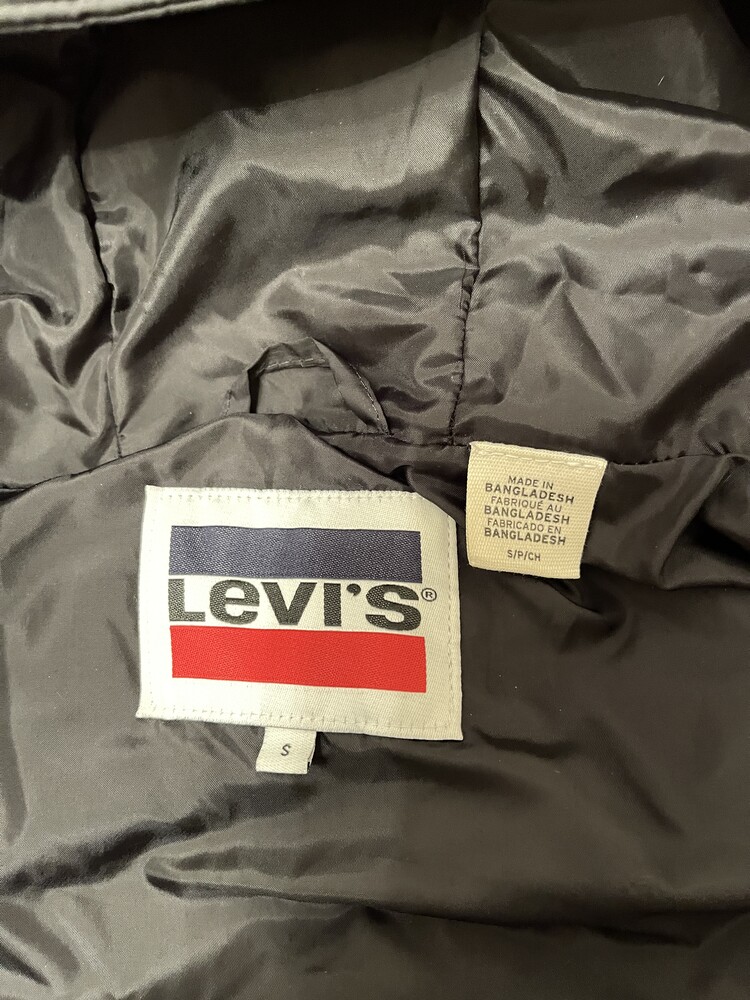 LEVI'S®
S
MADE IN
BANGLADESH
FABRIQUÉ AU
BANGLADESH
FABRICADO EN
BANGLADESH
S/P/CH